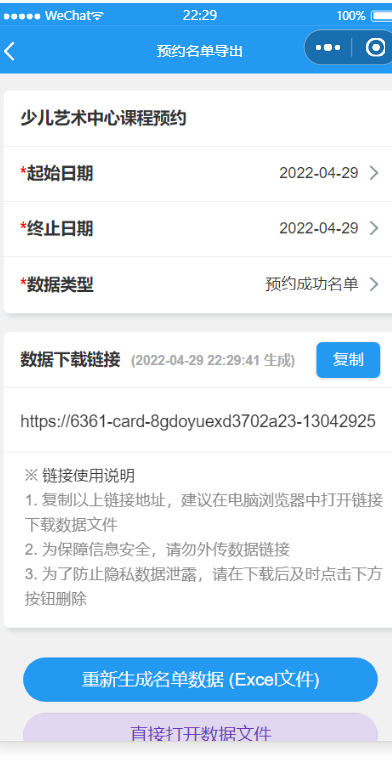 WeChat
22:29
100%
预约名单导出
少儿艺术中心课程预约
*起始日期 2022-04-29
*终止日期 2022-04-29
*数据类型 预约成功名单
数据下载链接 (2022-04-29 22:29:41 生成) 复制
https://6361-card-8gdoyuexd3702a23-13042925
※ 链接使用说明
1. 复制以上链接地址，建议在电脑浏览器中打开链接
下载数据文件
2. 为保障信息安全，请勿外传数据链接
3. 为了防止隐私数据泄露，请在下载后及时点击下方
按钮删除
重新生成名单数据 (Excel文件)
直接打开数据文件